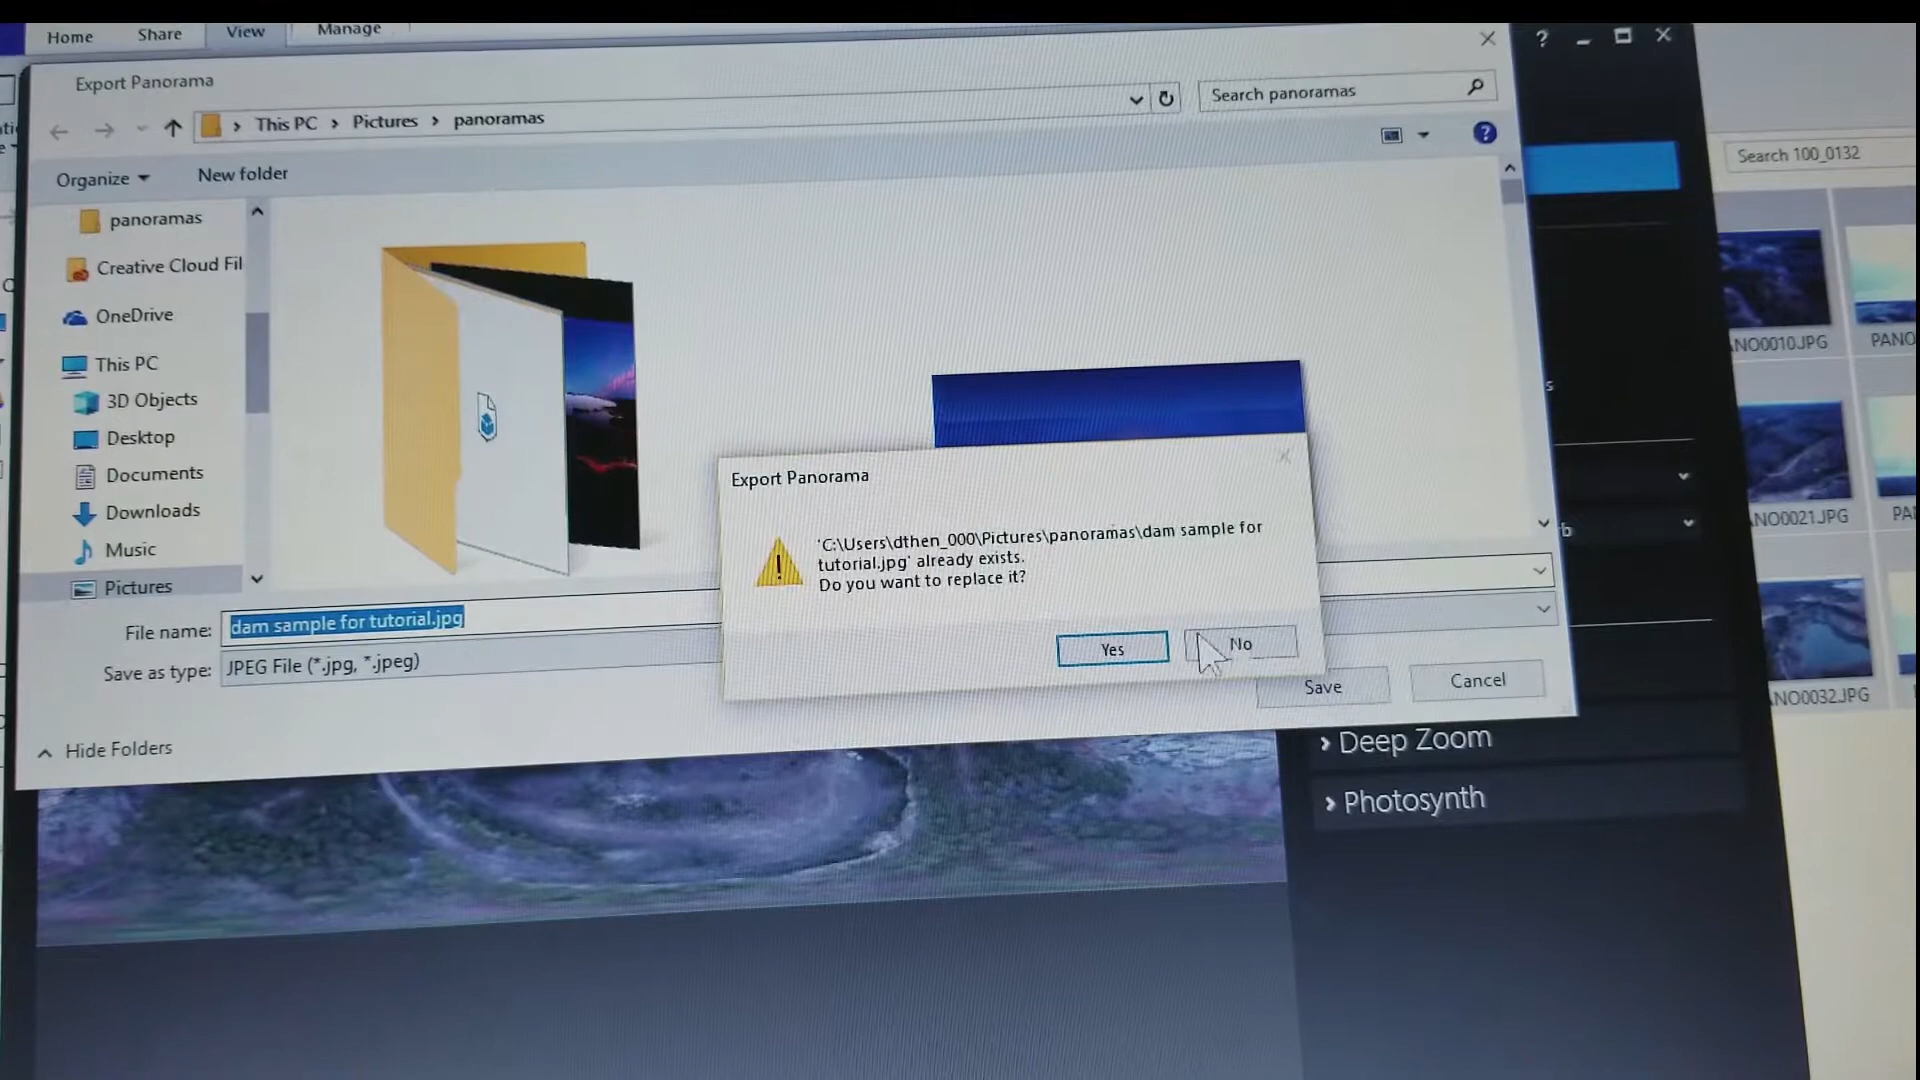 Home Share View Manage
Export Panorama
? 
This PC > Pictures > panoramas
Search panoramas
Search 100_0132
Organize New folder
panoramas
Creative Cloud Fil
OneDrive
This PC
3D Objects
Desktop
Documents
Downloads
Music
Pictures
NO0010.JPG
PANO
NO0021.JPG
PA
NO0032.JPG
Export Panorama
'C:\Users\dthen_000\Pictures\panoramas\dam sample for
tutorial.jpg' already exists.
Do you want to replace it?
Yes No
File name: dam sample for tutorial.jpg
Save as type: JPEG File (*.jpg, *.jpeg)
Save Cancel
Hide Folders
Deep Zoom
Photosynth